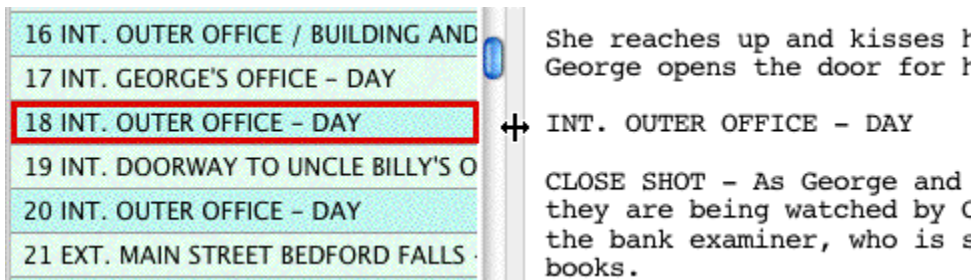 16 INT. OUTER OFFICE / BUILDING AND
17 INT. GEORGE'S OFFICE – DAY
18 INT. OUTER OFFICE – DAY
19 INT. DOORWAY TO UNCLE BILLY'S O
20 INT. OUTER OFFICE – DAY
21 EXT. MAIN STREET BEDFORD FALLS
She reaches up and kisses h
George opens the door for h
INT. OUTER OFFICE – DAY
CLOSE SHOT – As George and
they are being watched by C
the bank examiner, who is s
books.